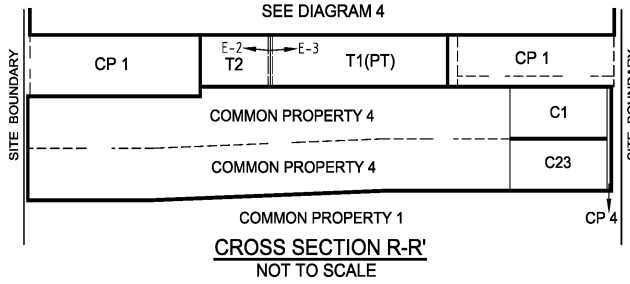 SEE DIAGRAM 4
SITE BOUNDARY
CP 1
E-2
E-3
T2
T1(PT)
CP 1
SITE BOUNDARY
COMMON PROPERTY 4
C1
COMMON PROPERTY 4
C23
COMMON PROPERTY 1
CP 4
CROSS SECTION R-R'
NOT TO SCALE